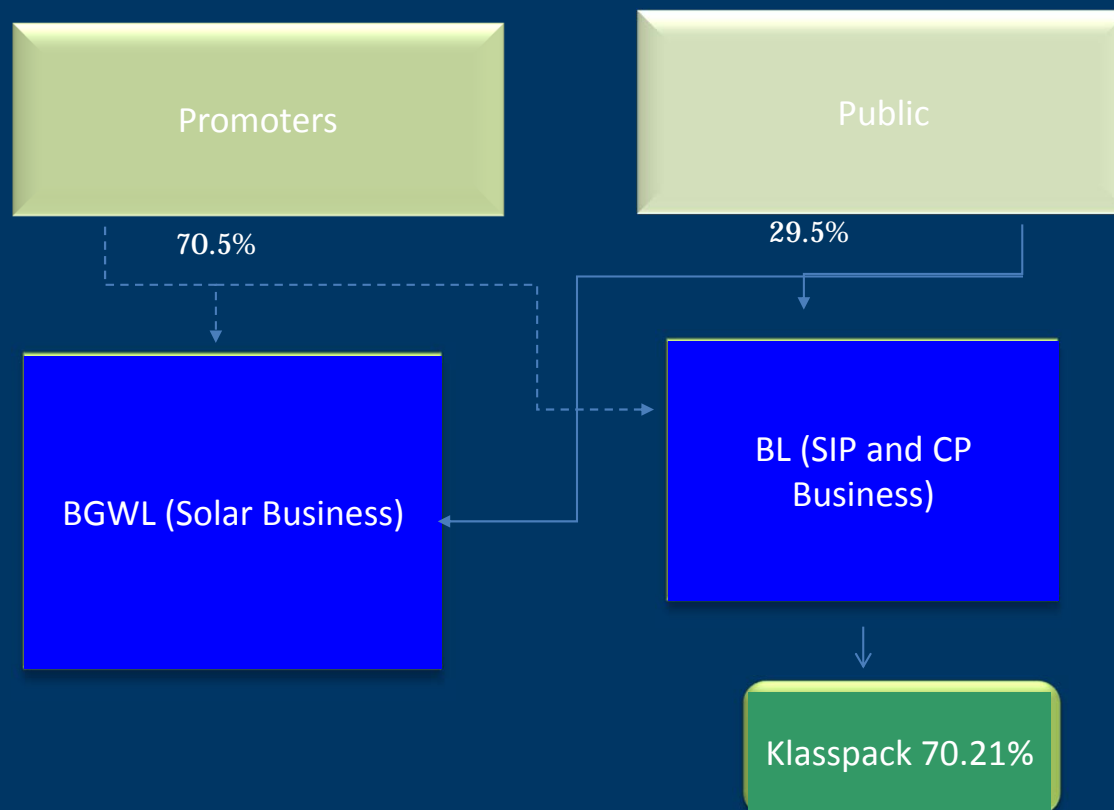 Promoters
Public
70.5%
29.5%
BGWL (Solar Business)
BL (SIP and CP
Business)
Klasspack 70.21%